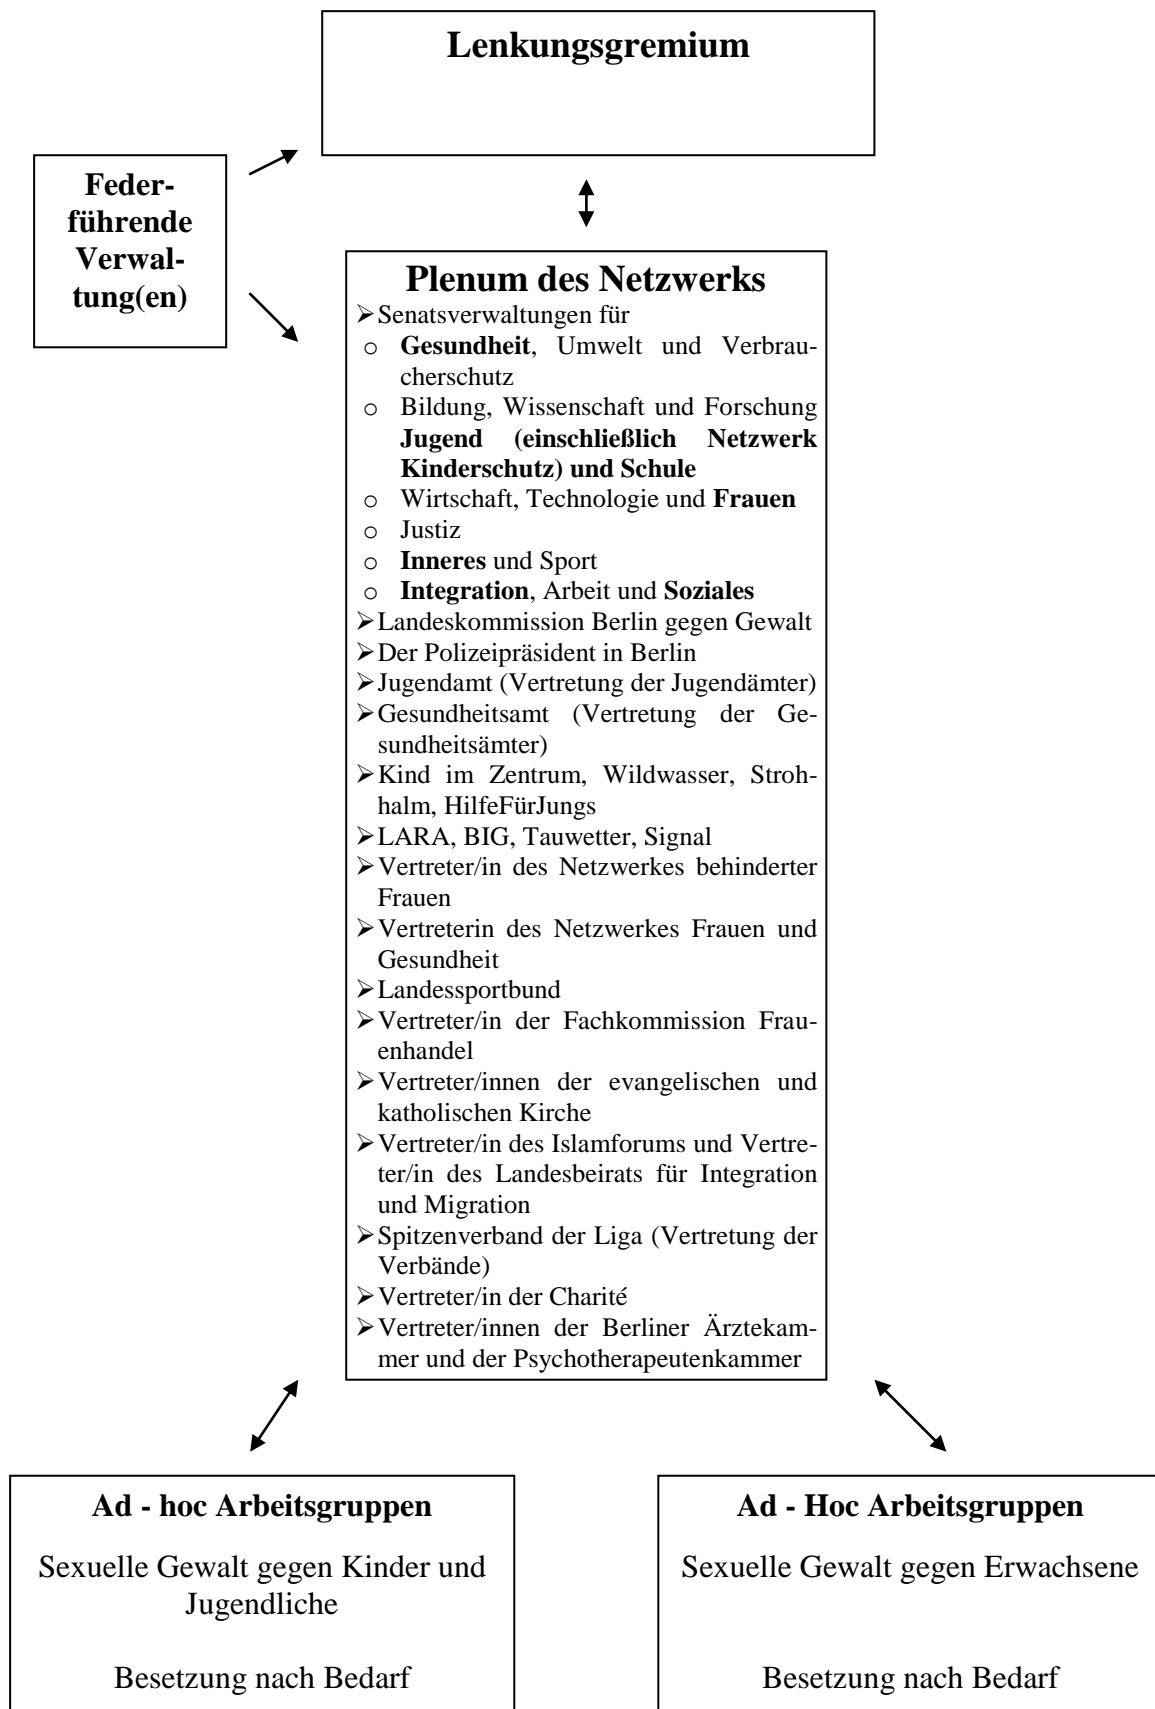 Lenkungsgremium
Feder-
führende
Verwal-
tung(en)
Plenum des Netzwerks
➢Senatsverwaltungen für
o Gesundheit, Umwelt und Verbrau-
cherschutz
o Bildung, Wissenschaft und Forschung
Jugend (einschließlich Netzwerk
Kinderschutz) und Schule
o Wirtschaft, Technologie und Frauen
o Justiz
o Inneres und Sport
o Integration, Arbeit und Soziales
➢Landeskommission Berlin gegen Gewalt
➢Der Polizeipräsident in Berlin
➢Jugendamt (Vertretung der Jugendämter)
➢Gesundheitsamt (Vertretung der Ge-
sundheitsämter)
➢Kind im Zentrum, Wildwasser, Stroh-
halm, HilfeFürJungs
➢LARA, BIG, Tauwetter, Signal
➢Vertreter/in des Netzwerkes behinderter
Frauen
➢Vertreterin des Netzwerkes Frauen und
Gesundheit
➢Landessportbund
➢Vertreter/in der Fachkommission Frau-
enhandel
➢Vertreter/innen der evangelischen und
katholischen Kirche
➢Vertreter/in des Islamforums und Vertre-
ter/in des Landesbeirats für Integration
und Migration
➢Spitzenverband der Liga (Vertretung der
Verbände)
➢Vertreter/in der Charité
➢Vertreter/innen der Berliner Ärztekam-
mer und der Psychotherapeutenkammer
Ad - hoc Arbeitsgruppen
Sexuelle Gewalt gegen Kinder und
Jugendliche
Besetzung nach Bedarf
Ad - Hoc Arbeitsgruppen
Sexuelle Gewalt gegen Erwachsene
Besetzung nach Bedarf